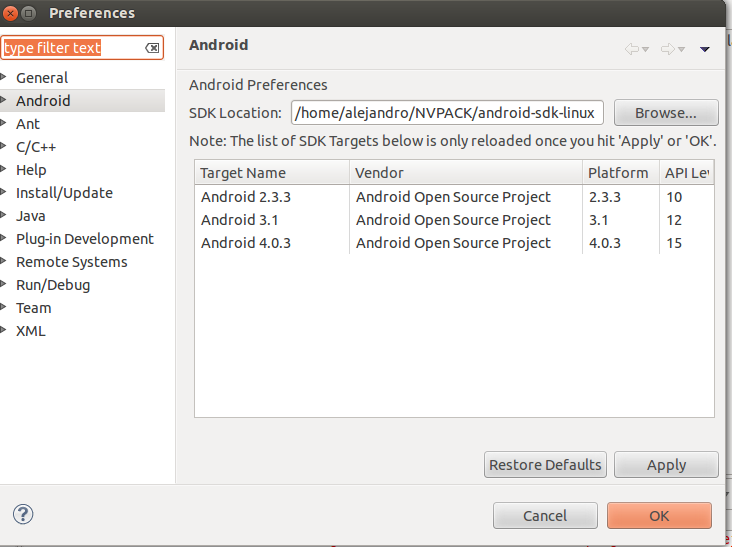 Preferences
type filter text
General
Android
Ant
C/C++
Help
Install/Update
Java
Plug-in Development
Remote Systems
Run/Debug
Team
XML
Android
Android Preferences
SDK Location: /home/alejandro/NVPACK/android-sdk-linux Browse...
Note: The list of SDK Targets below is only reloaded once you hit 'Apply' or 'OK'.
Target Name Vendor Platform API Lev
Android 2.3.3 Android Open Source Project 2.3.3 10
Android 3.1 Android Open Source Project 3.1 12
Android 4.0.3 Android Open Source Project 4.0.3 15
Restore Defaults Apply
? Cancel OK